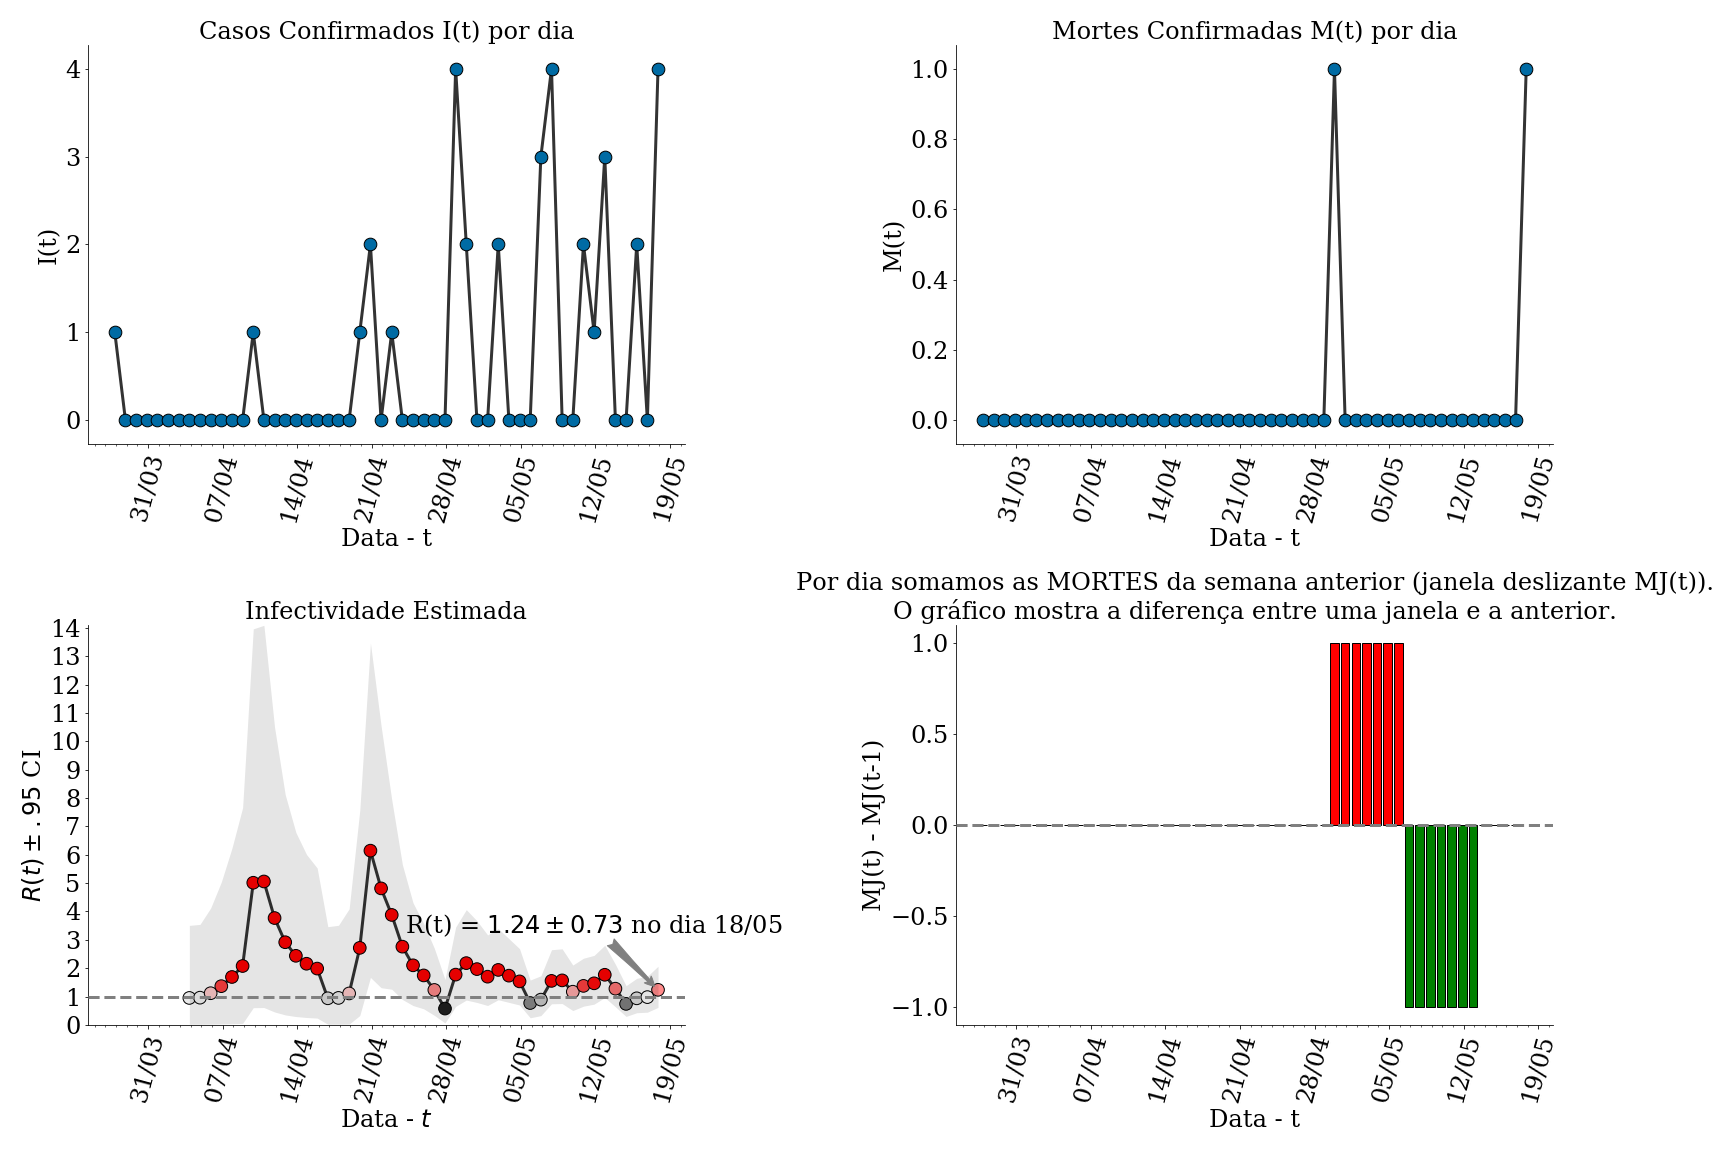 Casos Confirmados I(t) por dia
4
3
2
1
0
I(t)
31/03 07/04 14/04 21/04 28/04 05/05 12/05 19/05
Data - t
Mortes Confirmadas M(t) por dia
1.0
0.8
0.6
0.4
0.2
0.0
M(t)
31/03 07/04 14/04 21/04 28/04 05/05 12/05 19/05
Data - t
Infectividade Estimada
14
13
12
11
10
9
8
7
6
5
4
3
2
1
0
R(t) ± .95 CI
R(t) = 1.24 ± 0.73 no dia 18/05
31/03 07/04 14/04 21/04 28/04 05/05 12/05 19/05
Data - t
Por dia somamos as MORTES da semana anterior (janela deslizante MJ(t)).
O gráfico mostra a diferença entre uma janela e a anterior.
1.0
0.5
0.0
−0.5
−1.0
MJ(t) - MJ(t-1)
31/03 07/04 14/04 21/04 28/04 05/05 12/05 19/05
Data - t